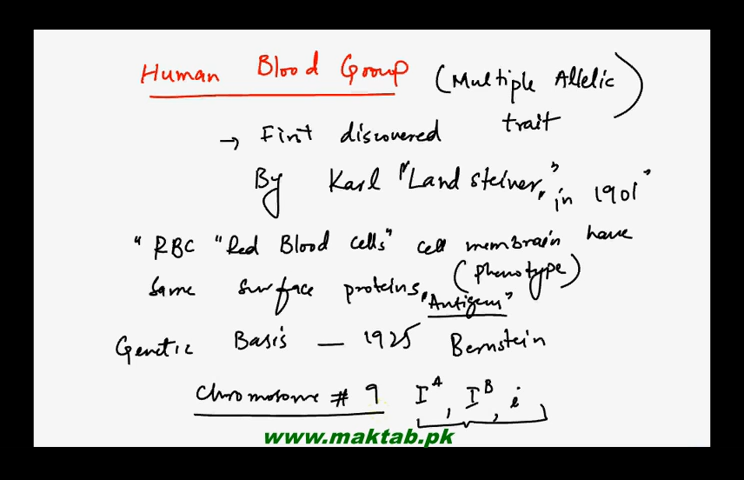 Human Blood Group (Multiple Allelic trait)
→ First discovered
By Karl "Land steiner," in 1901"
"RBC "Red Blood cells" cell membrain have
same surface proteins, (phenotype)
"Antigens"
Genetic Basis — 1925 Bernstein
Chromosome # 9 I^A, I^B, i
www.maktab.pk